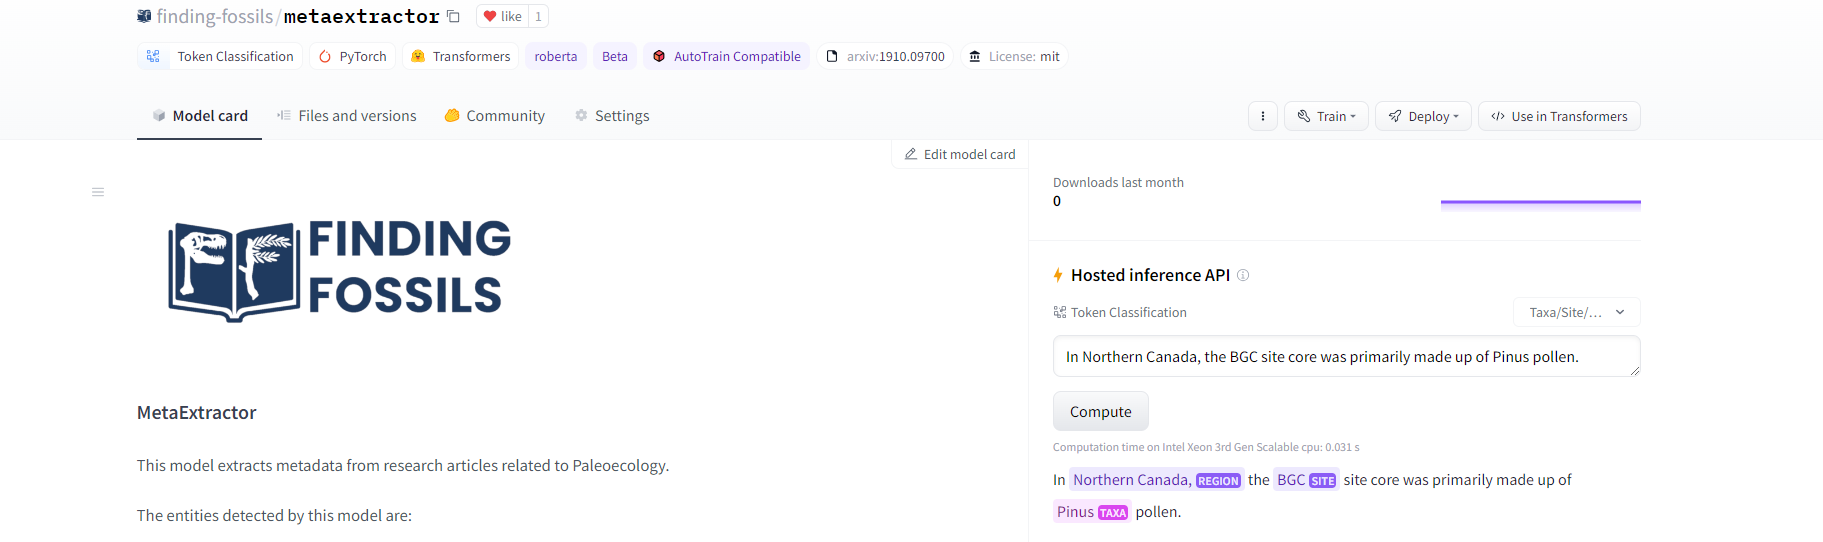 finding-fossils/metaextractor like 1
Token Classification PyTorch Transformers roberta Beta AutoTrain Compatible arxiv:1910.09700 License: mit
Model card Files and versions Community Settings Train Deploy Use in Transformers
Edit model card
Downloads last month
0
FINDING
FOSSILS
Hosted inference API
Token Classification Taxa/Site/...
In Northern Canada, the BGC site core was primarily made up of Pinus pollen.
Compute
MetaExtractor
Computation time on Intel Xeon 3rd Gen Scalable cpu: 0.031 s
This model extracts metadata from research articles related to Paleoecology.
In Northern Canada, REGION the BGC SITE site core was primarily made up of
Pinus TAXA pollen.
The entities detected by this model are: